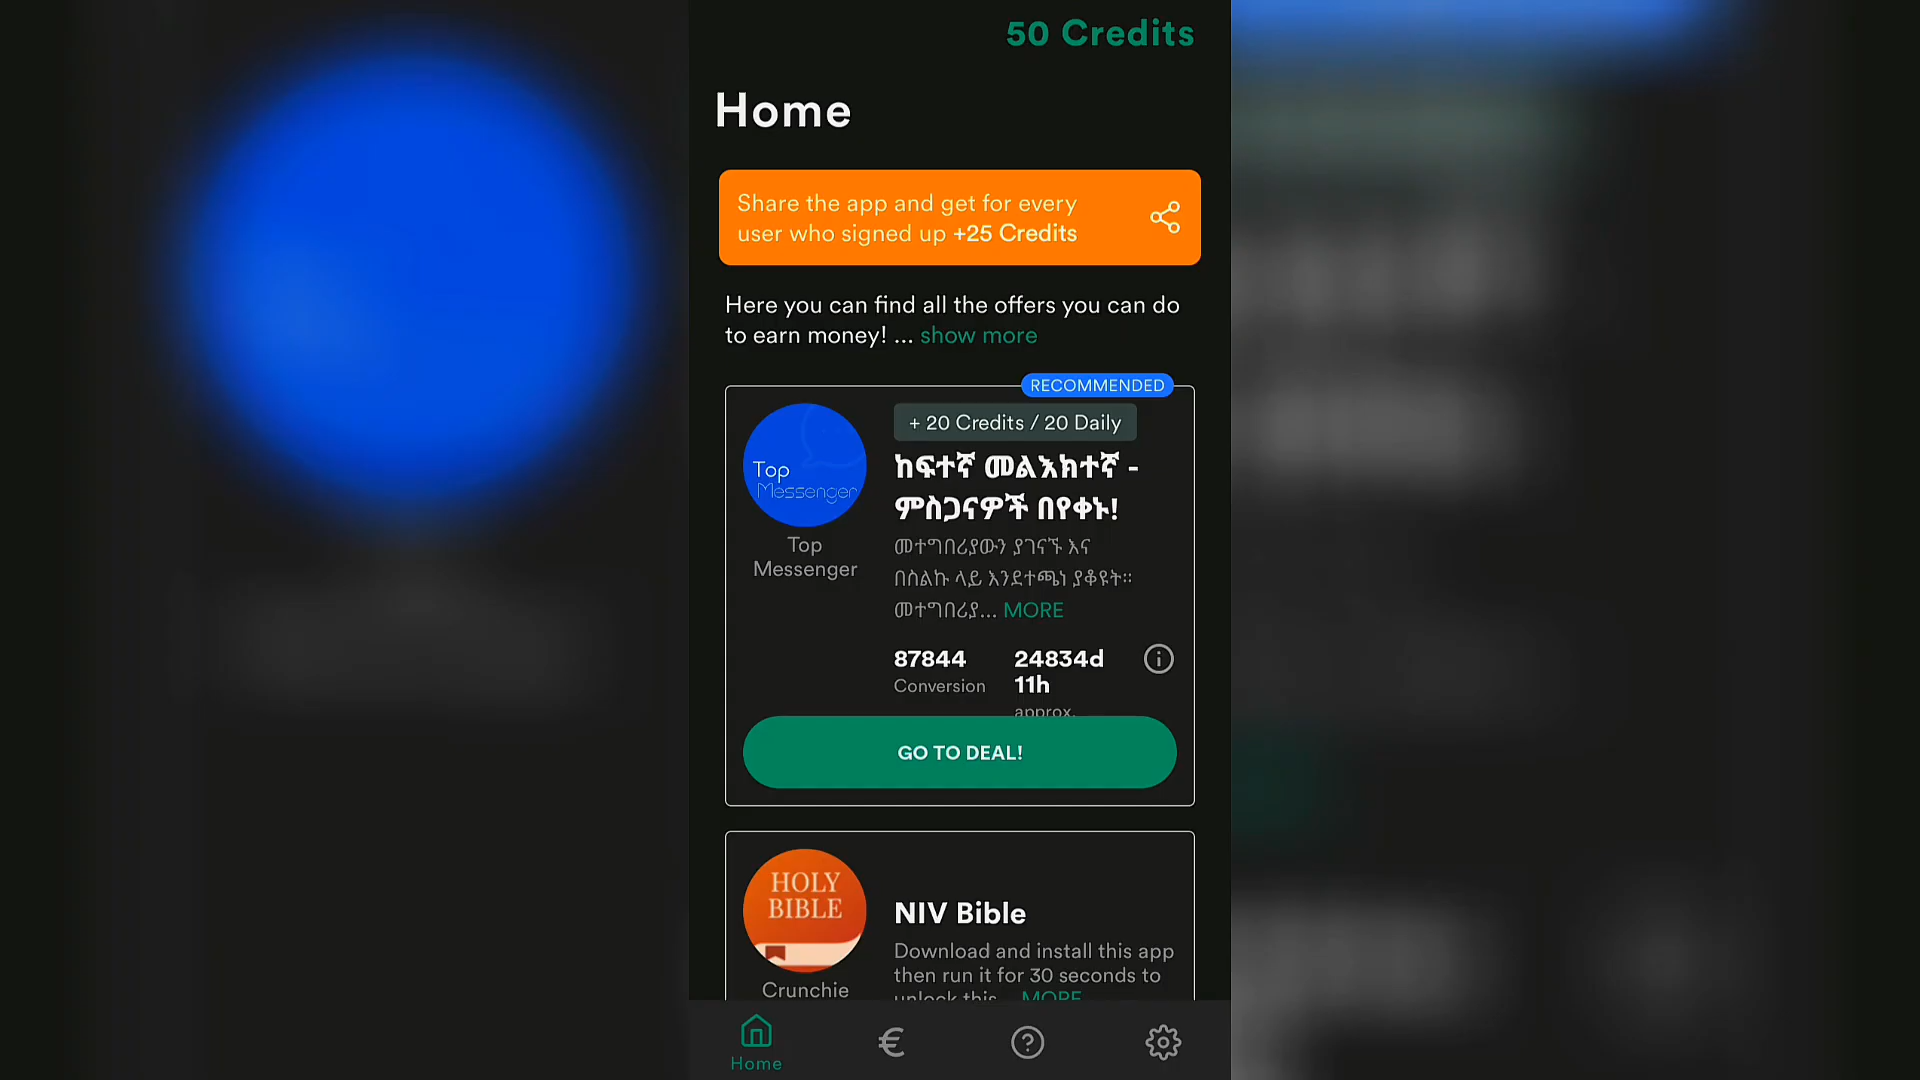 50 Credits
Home
Share the app and get for every
user who signed up +25 Credits
Here you can find all the offers you can do
to earn money! ... show more
RECOMMENDED
+ 20 Credits / 20 Daily
Top
Messenger
ከፍተኛ መልእክተኛ -
ምስጋናዎች በየቀኑ!
Top
Messenger
መተግበሪያውን ያገናኙ እና
በስልኩ ላይ እንደተጫነ ያቆዩት።
መተግበሪያ... MORE
87844
Conversion
24834d
11h
approx.
GO TO DEAL!
HOLY
BIBLE
Crunchie
NIV Bible
Download and install this app
then run it for 30 seconds to
unlock this... MORE
Home